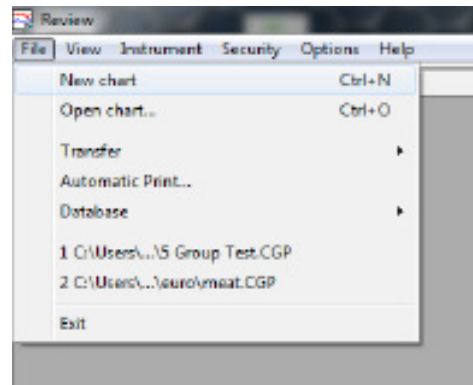 Review
File View Instrument Security Options Help
New chart Ctrl+N
Open chart... Ctrl+O
Transfer
Automatic Print...
Database
1 C:\Users\...\5 Group Test.CGP
2 C:\Users\...\euro\meat.CGP
Exit